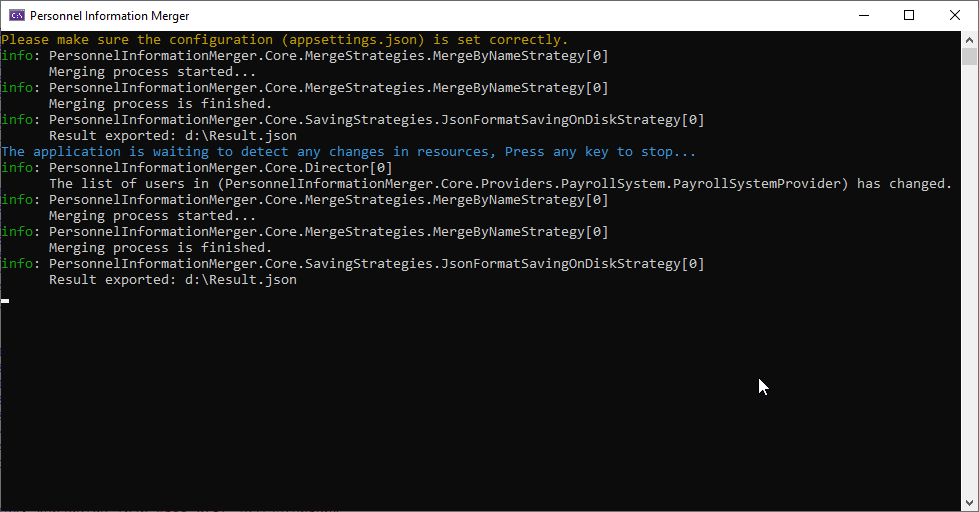 Personnel Information Merger
Please make sure the configuration (appsettings.json) is set correctly.
info: PersonnelInformationMerger.Core.MergeStrategies.MergeByNameStrategy[0]
      Merging process started...
info: PersonnelInformationMerger.Core.MergeStrategies.MergeByNameStrategy[0]
      Merging process is finished.
info: PersonnelInformationMerger.Core.SavingStrategies.JsonFormatSavingOnDiskStrategy[0]
      Result exported: d:\Result.json
The application is waiting to detect any changes in resources, Press any key to stop...
info: PersonnelInformationMerger.Core.Director[0]
      The list of users in (PersonnelInformationMerger.Core.Providers.PayrollSystem.PayrollSystemProvider) has changed.
info: PersonnelInformationMerger.Core.MergeStrategies.MergeByNameStrategy[0]
      Merging process started...
info: PersonnelInformationMerger.Core.MergeStrategies.MergeByNameStrategy[0]
      Merging process is finished.
info: PersonnelInformationMerger.Core.SavingStrategies.JsonFormatSavingOnDiskStrategy[0]
      Result exported: d:\Result.json